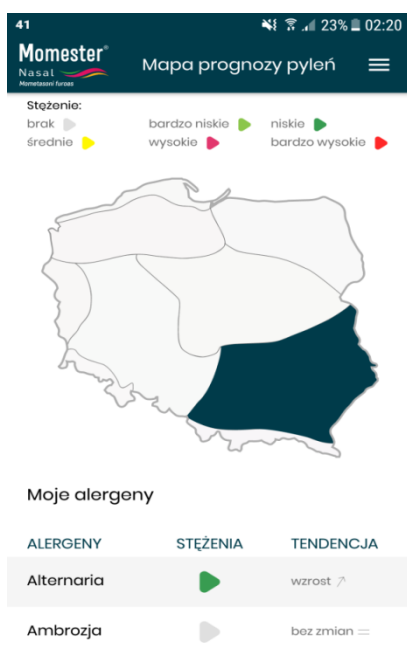 41 23% 02:20
Momester®
Nasal
Mometasoni furoas
Mapa prognozy pyleń
Stężenie:
brak bardzo niskie niskie
średnie wysokie bardzo wysokie
Moje alergeny
ALERGENY STĘŻENIA TENDENCJA
Alternaria wzrost ↗
Ambrozja bez zmian =